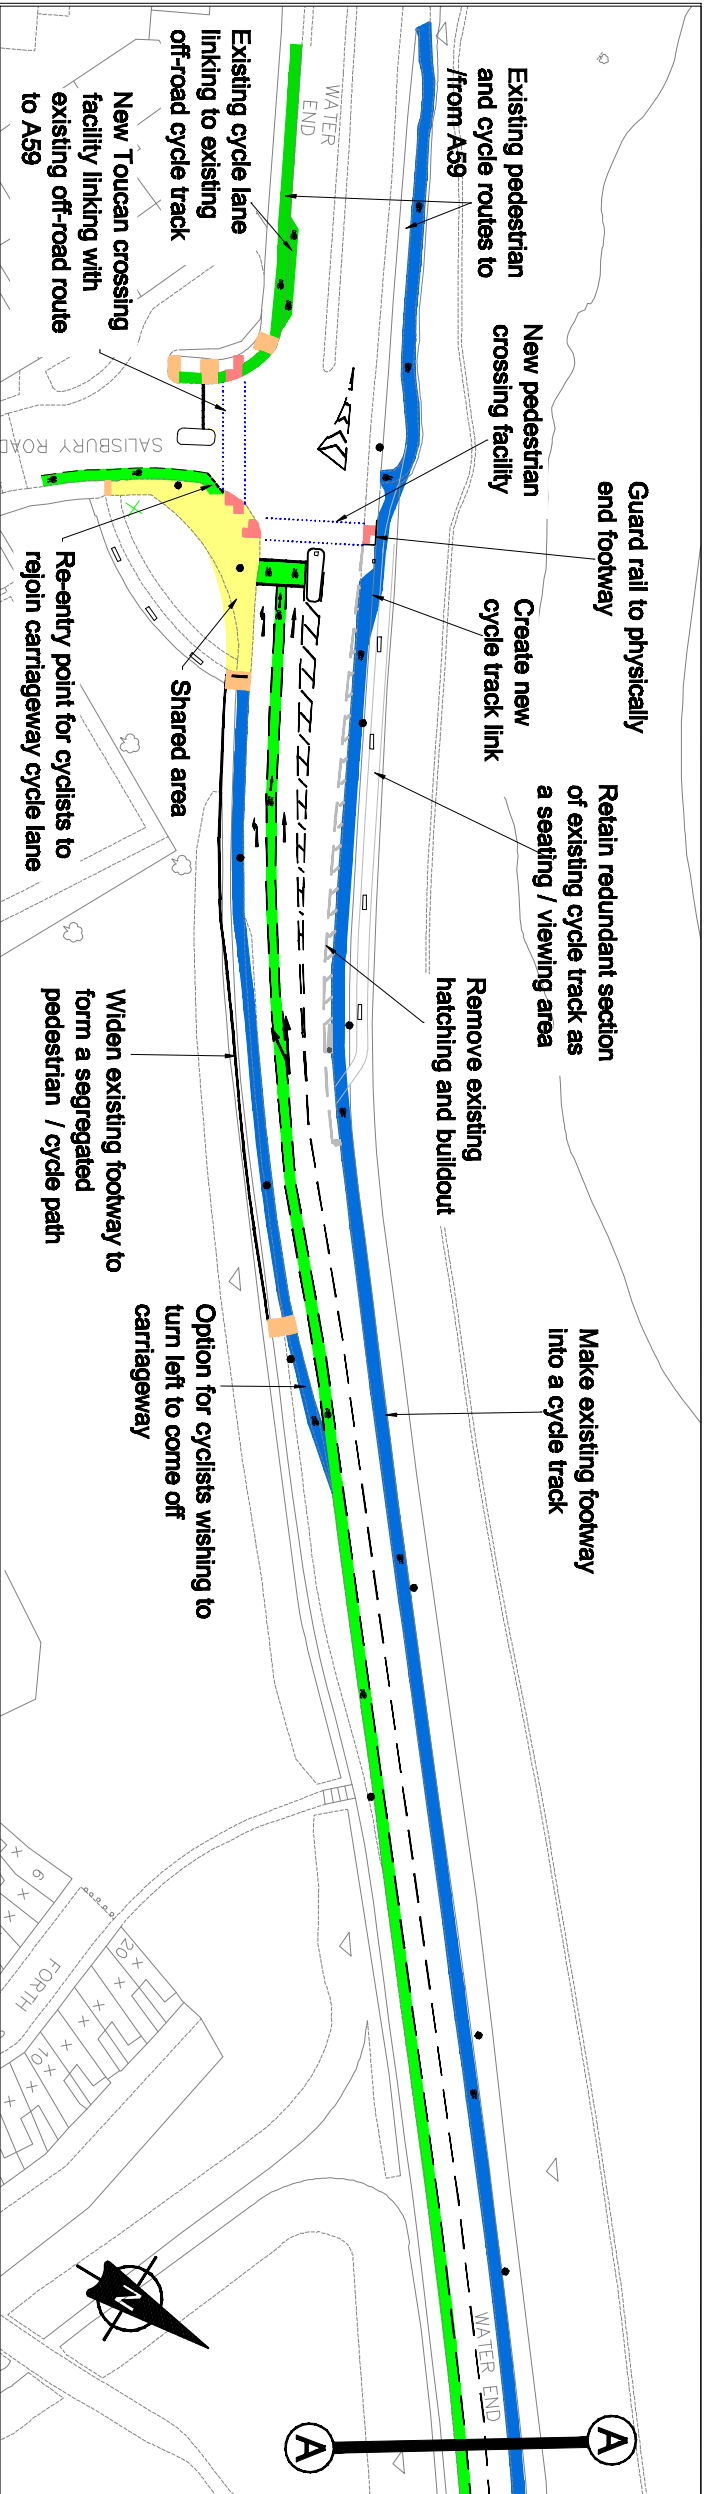 Existing pedestrian
and cycle routes to
/from A59
WATER
END
Existing cycle lane
linking to existing
off-road cycle track
New Toucan crossing
facility linking with
existing off-road route
to A59
New pedestrian
crossing facility
SALISBURY ROAD
Guard rail to physically
end footway
Create new
cycle track link
Re-entry point for cyclists to
rejoin carriageway cycle lane
Shared area
Retain redundant section
of existing cycle track as
a seating / viewing area
Remove existing
hatching and buildout
Widen existing footway to
form a segregated
pedestrian / cycle path
Make existing footway
into a cycle track
Option for cyclists wishing to
turn left to come off
carriageway
6
FORTH
20
10
N
WATER END
A
A